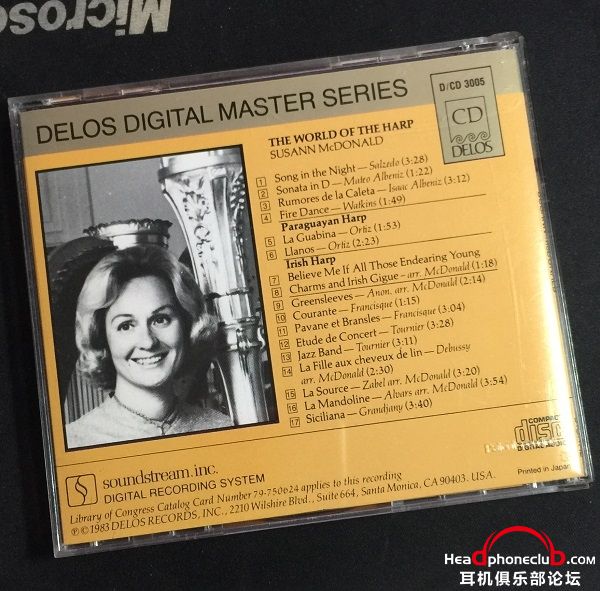 Microso
DELOS DIGITAL MASTER SERIES
D/CD 3005
CD
DELOS
THE WORLD OF THE HARP
SUSANN McDONALD
1 Song in the Night — Salzedo (3:28)
2 Sonata in D — Mateo Albeniz (1:22)
3 Rumores de la Caleta — Isaac Albeniz (3:12)
4 Fire Dance — Watkins (1:49)
Paraguayan Harp
5 La Guabina — Ortiz (1:53)
6 Llanos — Ortiz (2:23)
Irish Harp
7 Believe Me If All Those Endearing Young
8 Charms and Irish Gigue — arr. McDonald (1:18)
9 Greensleeves — Anon. arr. McDonald (2:14)
10 Courante — Francisque (1:15)
11 Pavane et Bransles — Francisque (3:04)
12 Etude de Concert — Tournier (3:28)
13 Jazz Band — Tournier (3:11)
14 La Fille aux cheveux de lin — Debussy
arr. McDonald (2:30)
15 La Source — Zabel arr. McDonald (3:20)
16 La Mandoline — Alvars arr. McDonald (3:54)
17 Siciliana — Grandjany (3:40)
COMPACT
disc
DIGITAL AUDIO
Printed in Japan
soundstream, inc.
DIGITAL RECORDING SYSTEM
Library of Congress Catalog Card Number 79-750624 applies to this recording
℗ © 1983 DELOS RECORDS, INC., 2210 Wilshire Blvd., Suite 664, Santa Monica, CA 90403. USA.
HeadphonecluD.com
耳机俱乐部论坛